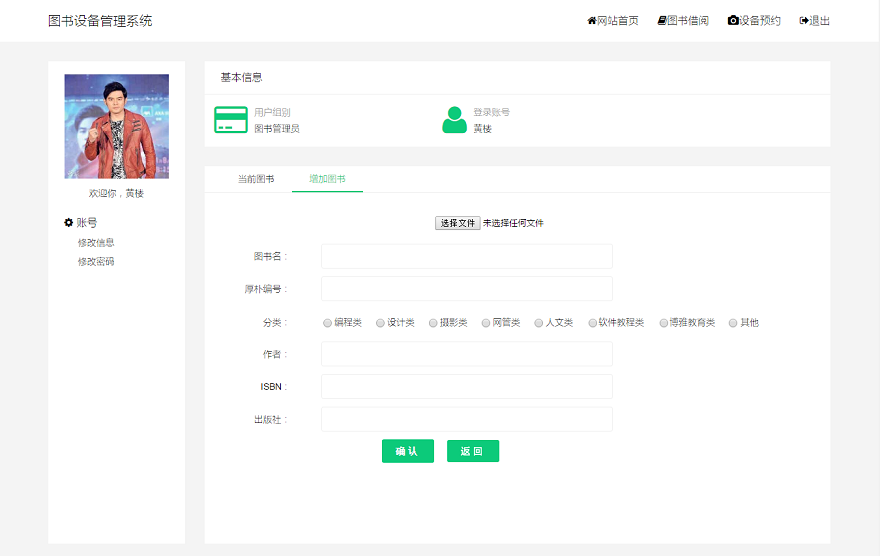 图书设备管理系统
网站首页 图书借阅 设备预约 退出
欢迎你，黄楼
账号
修改信息
修改密码
基本信息
用户组别
图书管理员
登录账号
黄楼
当前图书 增加图书
选择文件 未选择任何文件
图书名：
厚朴编号：
分类： 编程类 设计类 摄影类 网管类 人文类 软件教程类 博雅教育类 其他
作者：
ISBN：
出版社：
确认 返回